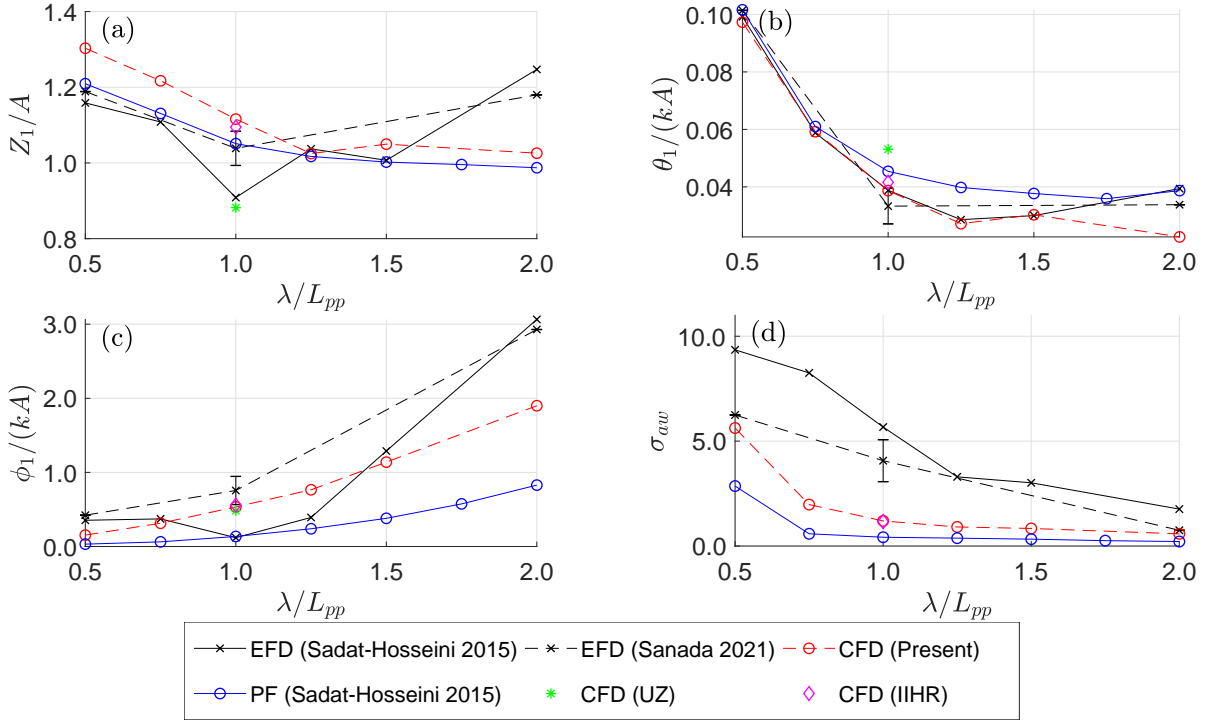 (a)
Z₁/A
1.4
1.2
1.0
0.8
0.5
1.0
1.5
2.0
λ/Lₚₚ
(b)
θ₁/(kA)
0.10
0.08
0.06
0.04
0.5
1.0
1.5
2.0
λ/Lₚₚ
(c)
ϕ₁/(kA)
3.0
2.0
1.0
0.0
0.5
1.0
1.5
2.0
λ/Lₚₚ
(d)
σ_{aw}
10.0
5.0
0.0
0.5
1.0
1.5
2.0
λ/Lₚₚ
EFD (Sadat-Hosseini 2015) EFD (Sanada 2021) CFD (Present)
PF (Sadat-Hosseini 2015) CFD (UZ) CFD (IIHR)